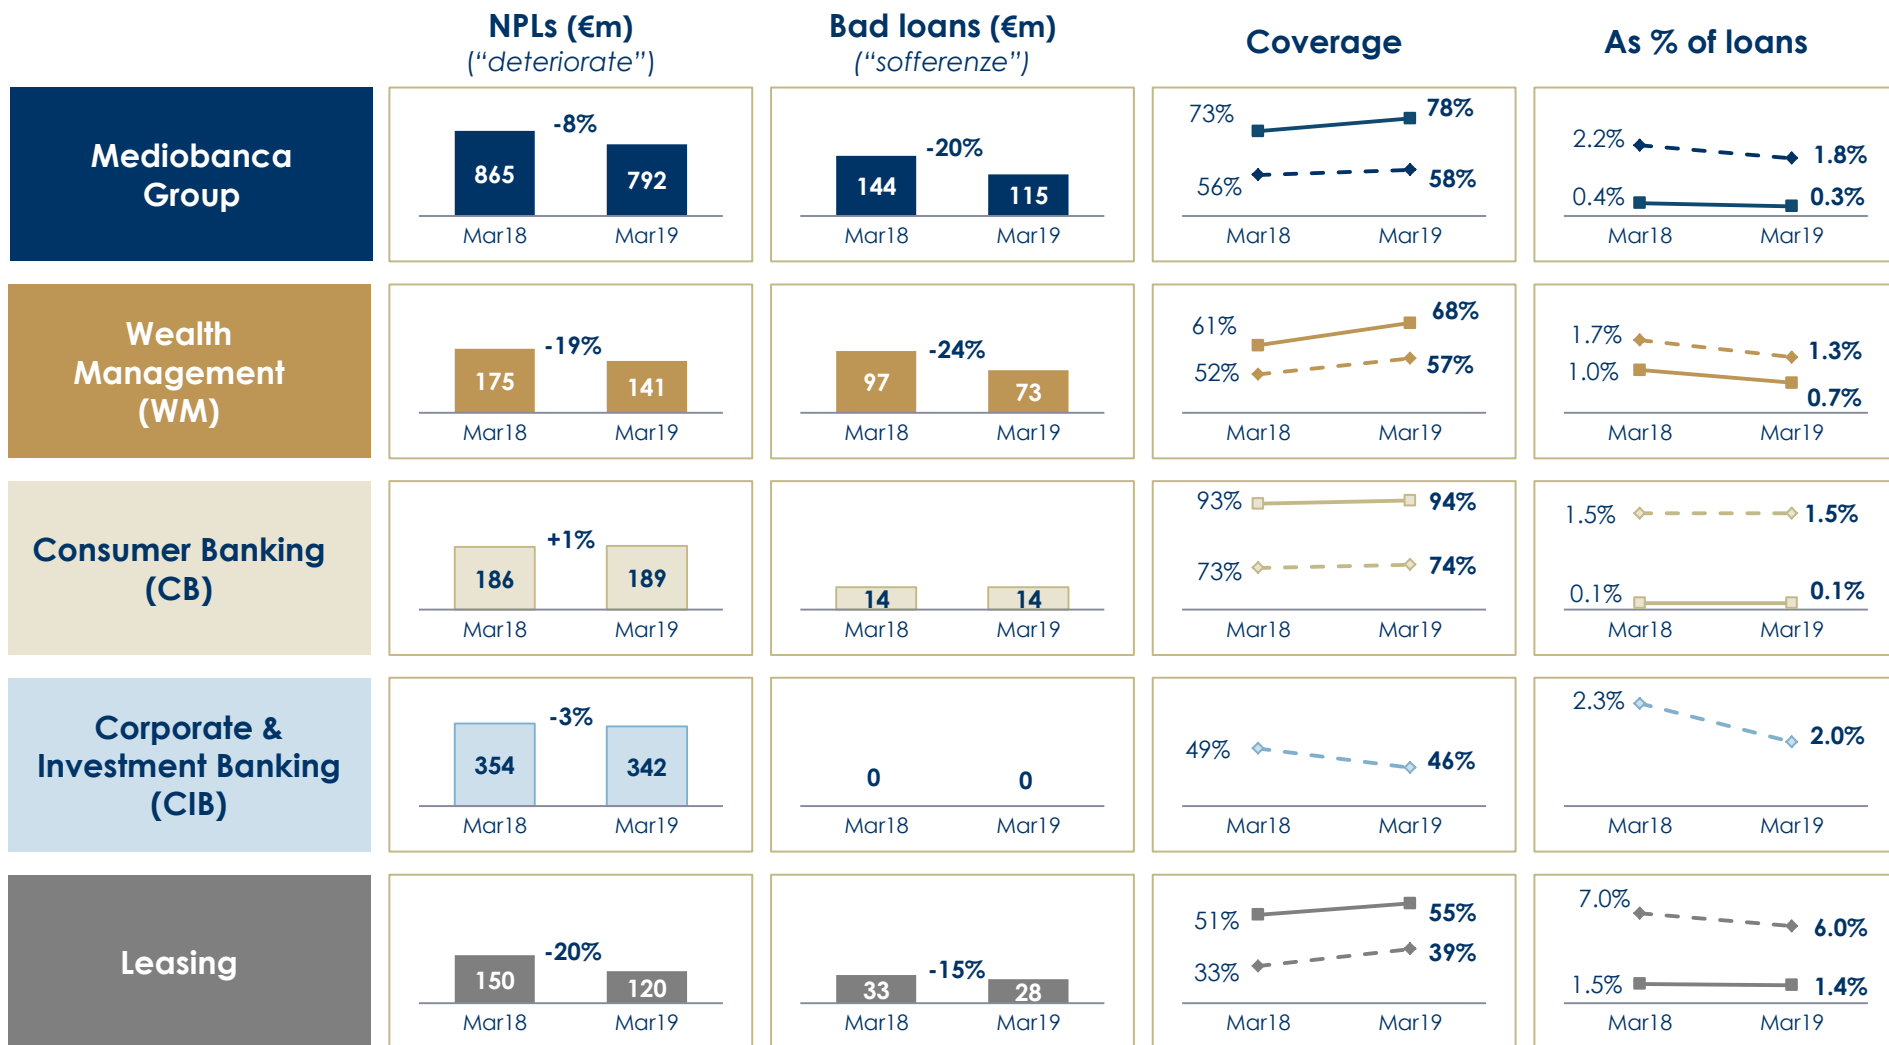 NPLs (€m)
(“deteriorate”)
Bad loans (€m)
(“sofferenze”)
Coverage
As % of loans
Mediobanca
Group
-8%
865
792
Mar18
Mar19
-20%
144
115
Mar18
Mar19
73%
78%
56%
58%
Mar18
Mar19
2.2%
1.8%
0.4%
0.3%
Mar18
Mar19
Wealth
Management
(WM)
-19%
175
141
Mar18
Mar19
-24%
97
73
Mar18
Mar19
61%
68%
52%
57%
Mar18
Mar19
1.7%
1.3%
1.0%
0.7%
Mar18
Mar19
Consumer Banking
(CB)
+1%
186
189
Mar18
Mar19
14
14
Mar18
Mar19
93%
94%
73%
74%
Mar18
Mar19
1.5%
1.5%
0.1%
0.1%
Mar18
Mar19
Corporate &
Investment Banking
(CIB)
-3%
354
342
Mar18
Mar19
0
0
Mar18
Mar19
49%
46%
Mar18
Mar19
2.3%
2.0%
Mar18
Mar19
Leasing
-20%
150
120
Mar18
Mar19
-15%
33
28
Mar18
Mar19
51%
55%
33%
39%
Mar18
Mar19
7.0%
6.0%
1.5%
1.4%
Mar18
Mar19